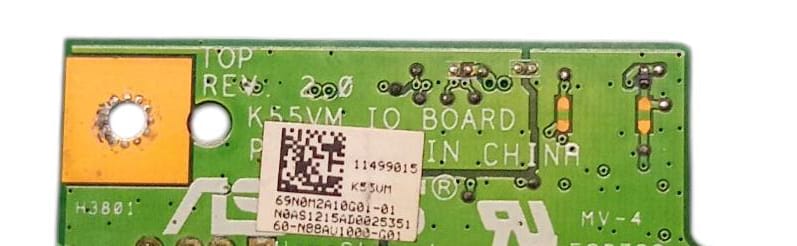 TOP
REV. 2.0
K55VM IO BOARD
IN CHINA
11499015
K55VM
69N0M2A10G01-01
N0AS1215AD0025351
60-N88AU1000-G01
®
H3801
MV-4